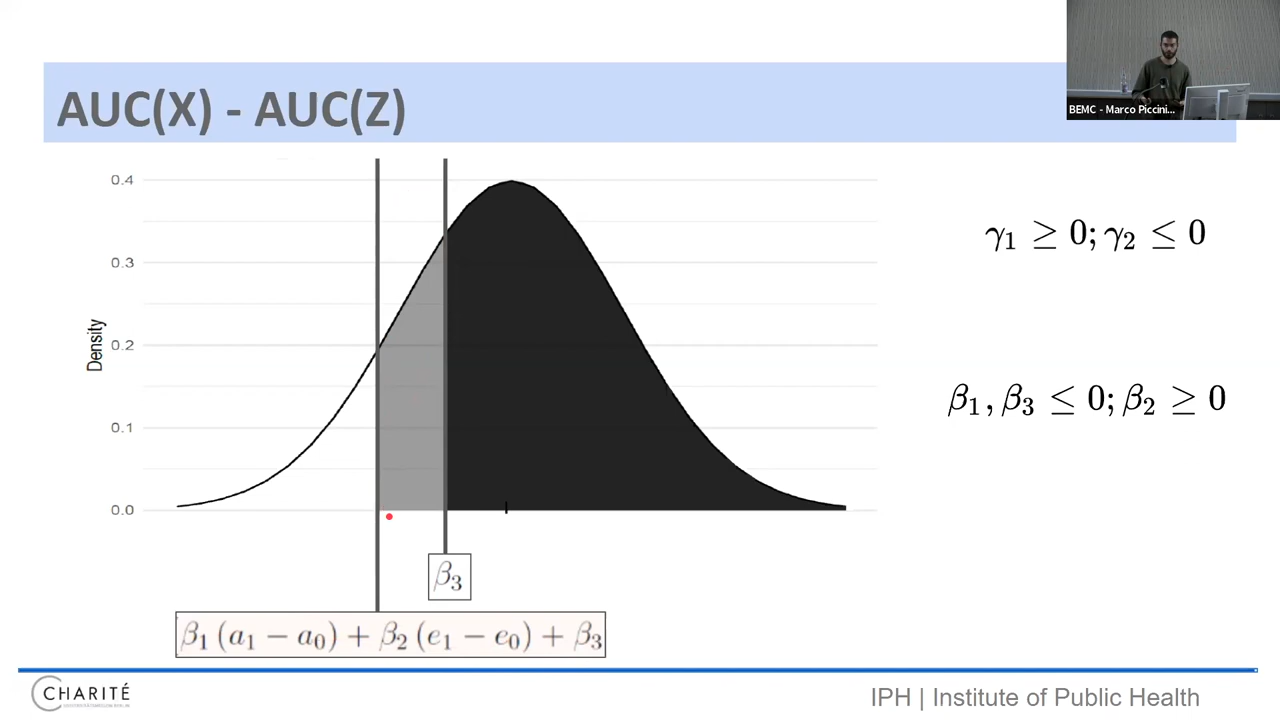 BEMC - Marco Piccini...
AUC(X) - AUC(Z)
0.4
0.3
0.2
0.1
0.0
Density
γ₁ ≥ 0; γ₂ ≤ 0
β₁, β₃ ≤ 0; β₂ ≥ 0
β₃
β₁ (a₁ − a₀) + β₂ (e₁ − e₀) + β₃
CHARITÉ
IPH | Institute of Public Health